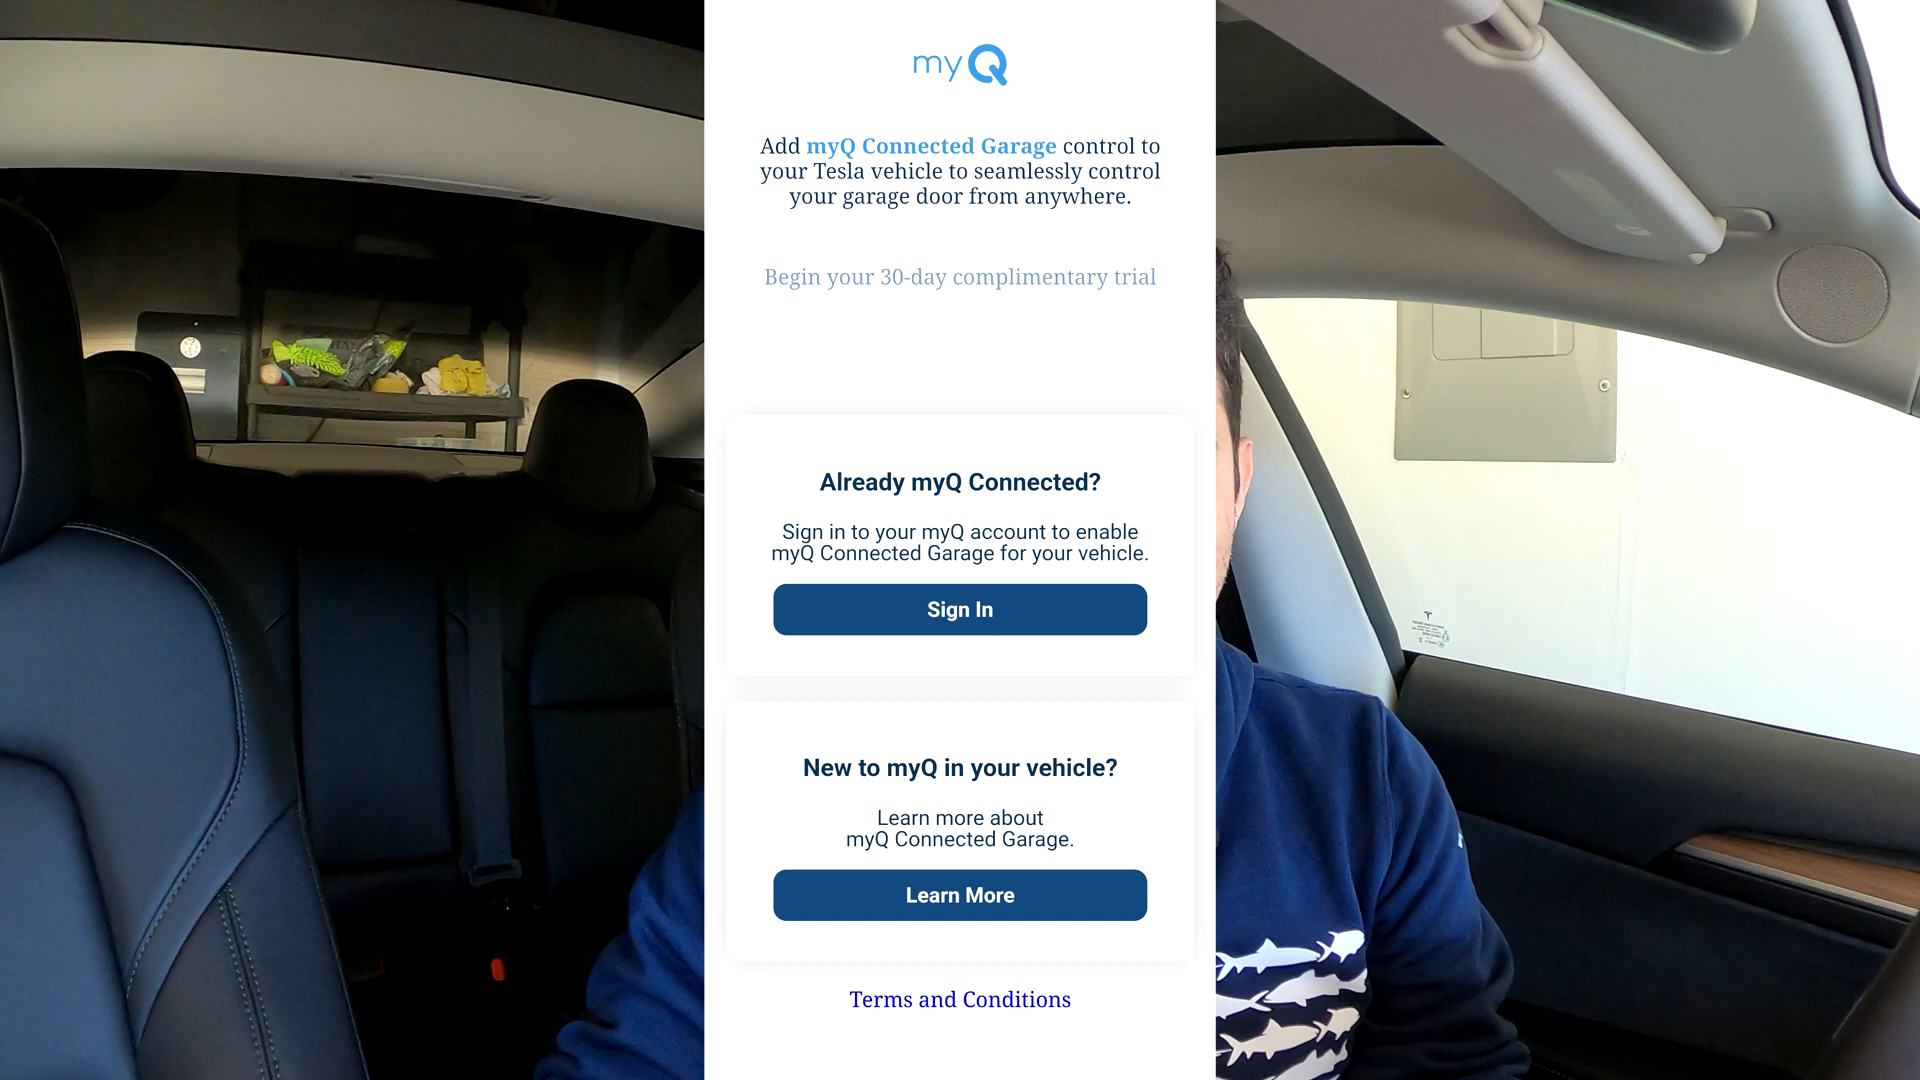 myQ
Add myQ Connected Garage control to
your Tesla vehicle to seamlessly control
your garage door from anywhere.
Begin your 30-day complimentary trial
Already myQ Connected?
Sign in to your myQ account to enable
myQ Connected Garage for your vehicle.
Sign In
New to myQ in your vehicle?
Learn more about
myQ Connected Garage.
Learn More
Terms and Conditions